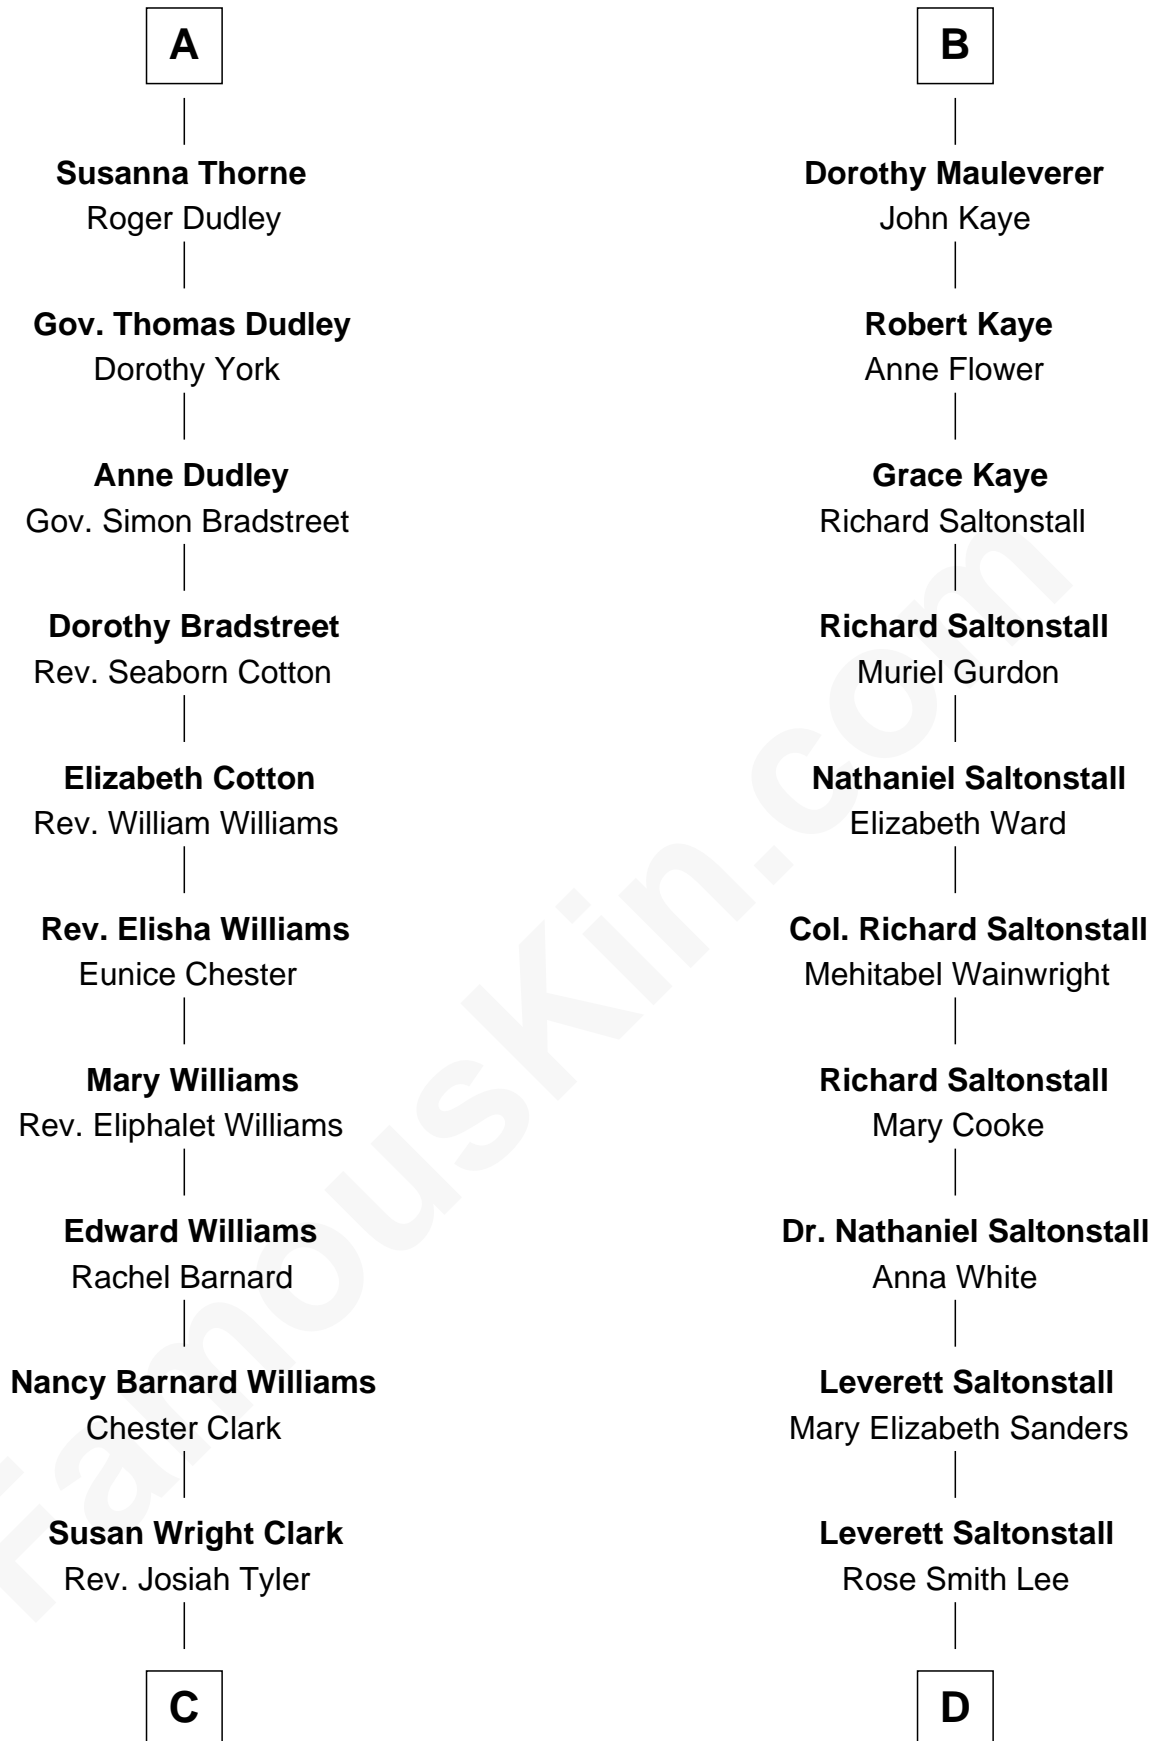 A
Susanna Thorne
Roger Dudley
Gov. Thomas Dudley
Dorothy York
Anne Dudley
Gov. Simon Bradstreet
Dorothy Bradstreet
Rev. Seaborn Cotton
Elizabeth Cotton
Rev. William Williams
Rev. Elisha Williams
Eunice Chester
Mary Williams
Rev. Eliphalet Williams
Edward Williams
Rachel Barnard
Nancy Barnard Williams
Chester Clark
Susan Wright Clark
Rev. Josiah Tyler
C
B
Dorothy Mauleverer
John Kaye
Robert Kaye
Anne Flower
Grace Kaye
Richard Saltonstall
Richard Saltonstall
Muriel Gurdon
Nathaniel Saltonstall
Elizabeth Ward
Col. Richard Saltonstall
Mehitabel Wainwright
Richard Saltonstall
Mary Cooke
Dr. Nathaniel Saltonstall
Anna White
Leverett Saltonstall
Mary Elizabeth Sanders
Leverett Saltonstall
Rose Smith Lee
D
FamousKin.com